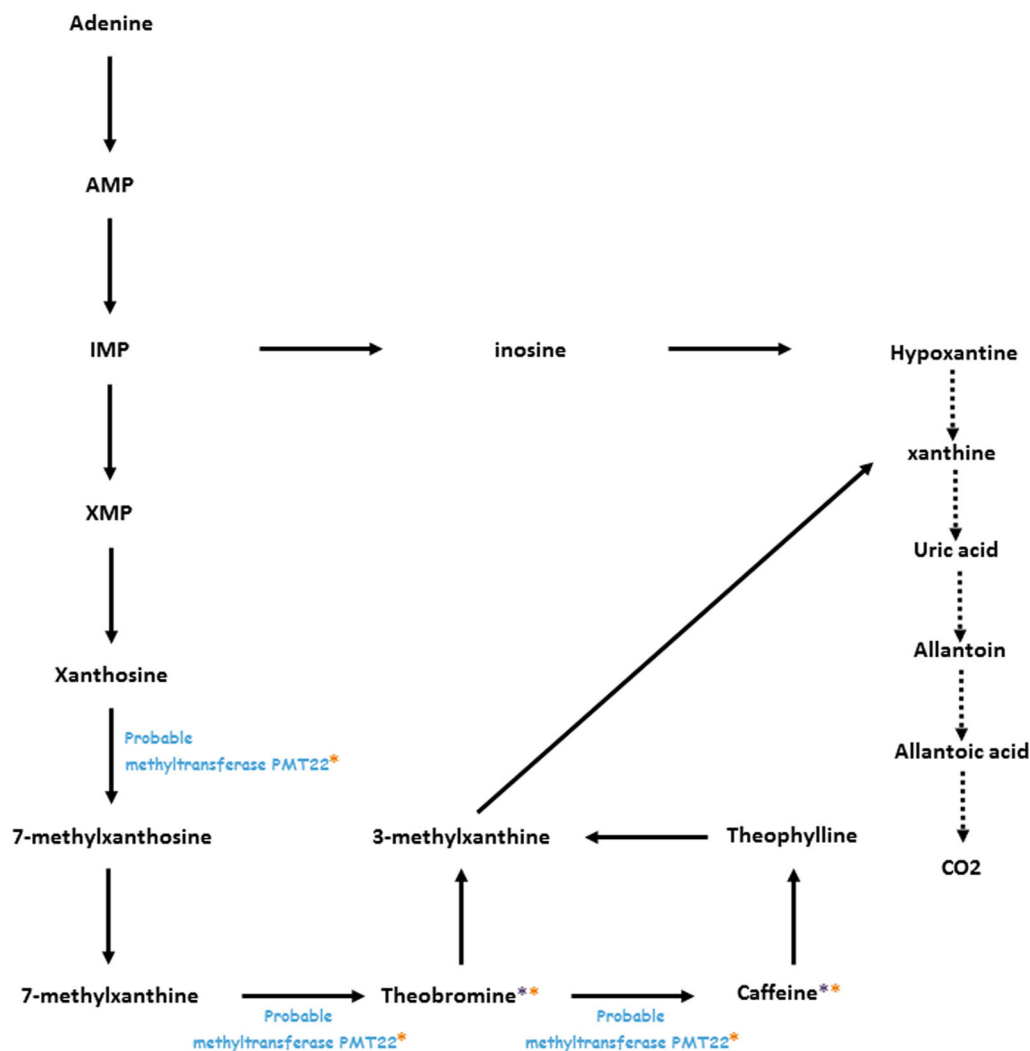 Adenine
AMP
IMP
inosine
Hypoxantine
xanthine
XMP
Uric acid
Allantoin
Xanthosine
Probable
methyltransferase PMT22*
Allantoic acid
7-methylxanthosine
3-methylxanthine
Theophylline
CO2
7-methylxanthine
Theobromine**
Caffeine**
Probable
methyltransferase PMT22*
Probable
methyltransferase PMT22*